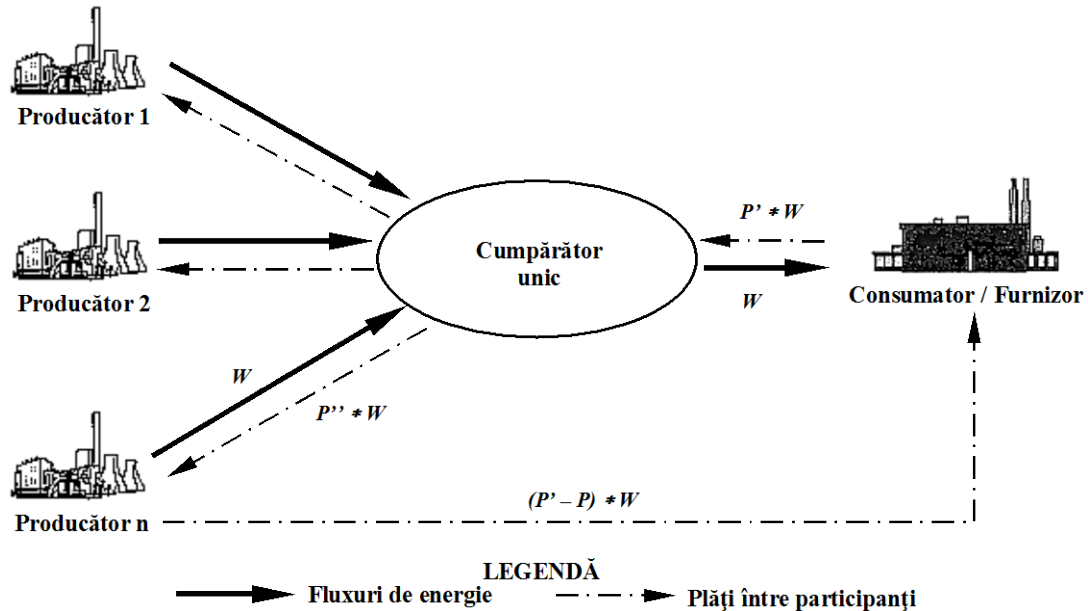 Producător 1
Producător 2
Cumpărător
unic
P’ * W
W
Consumator / Furnizor
W
P’’ * W
Producător n
(P’ – P) * W
LEGENDĂ
Fluxuri de energie
Plăţi între participanţi